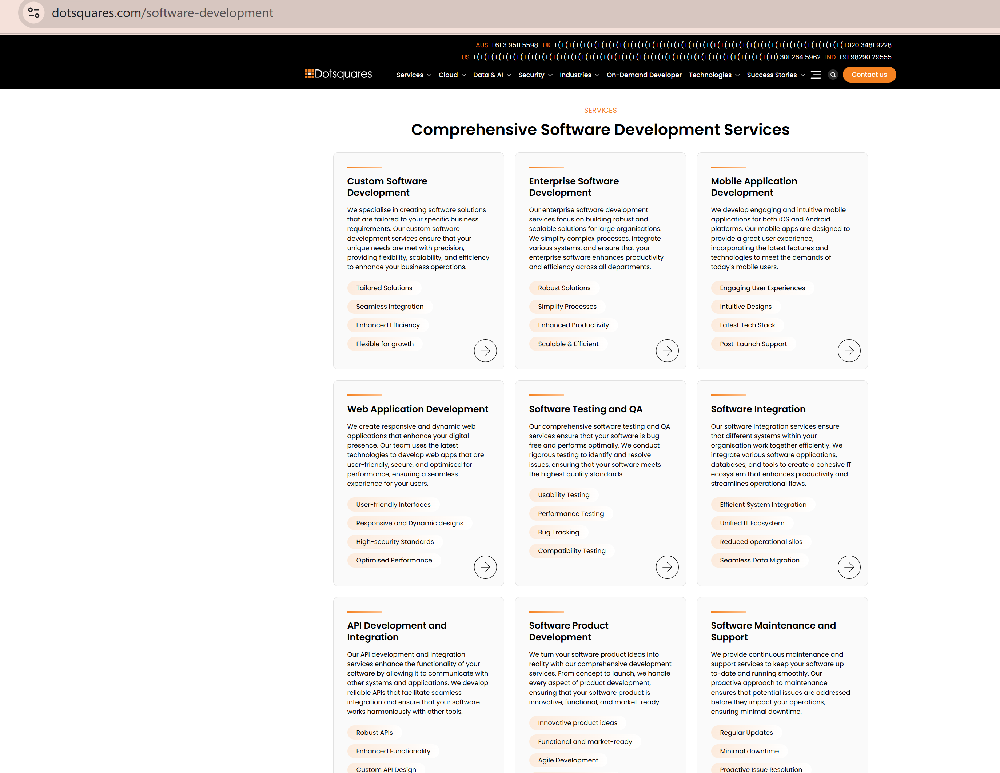 dotsquares.com/software-development
AUS +61 3 9511 5598 UK +(+(+(+(+(+(+(+(+(+(+(+(+(+(+(+(+(+(+(+(+(+(+(+(+(+(+(+(+(+(+(+(+(+(+(+(+(+(+(+(+(+020 3481 9228
US +(+(+(+(+(+(+(+(+(+(+(+(+(+(+(+(+(+(+(+(+(+(+(+(+(+(+(+(+(+(+(+(+(+(+(+(+(+(+(+(+(+(+1) 301 264 5962 IND +91 98290 29555
Dotsquares
Services Cloud Data & AI Security Industries On-Demand Developer Technologies Success Stories Contact us
SERVICES
Comprehensive Software Development Services
Custom Software
Development
We specialise in creating software solutions
that are tailored to your specific business
requirements. Our custom software
development services ensure that your
unique needs are met with precision,
providing flexibility, scalability, and efficiency
to enhance your business operations.
Tailored Solutions
Seamless Integration
Enhanced Efficiency
Flexible for growth
Enterprise Software
Development
Our enterprise software development
services focus on building robust and
scalable solutions for large organisations.
We simplify complex processes, integrate
various systems, and ensure that your
enterprise software enhances productivity
and efficiency across all departments.
Robust Solutions
Simplify Processes
Enhanced Productivity
Scalable & Efficient
Mobile Application
Development
We develop engaging and intuitive mobile
applications for both iOS and Android
platforms. Our mobile apps are designed to
provide a great user experience,
incorporating the latest features and
technologies to meet the demands of
today's mobile users.
Engaging User Experiences
Intuitive Designs
Latest Tech Stack
Post-Launch Support
Web Application Development
We create responsive and dynamic web
applications that enhance your digital
presence. Our team uses the latest
technologies to develop web apps that are
user-friendly, secure, and optimised for
performance, ensuring a seamless
experience for your users.
User-friendly Interfaces
Responsive and Dynamic designs
High-security Standards
Optimised Performance
Software Testing and QA
Our comprehensive software testing and QA
services ensure that your software is bug-
free and performs optimally. We conduct
rigorous testing to identify and resolve
issues, ensuring that your software meets
the highest quality standards.
Usability Testing
Performance Testing
Bug Tracking
Compatibility Testing
Software Integration
Our software integration services ensure
that different systems within your
organisation work together efficiently. We
integrate various software applications,
databases, and tools to create a cohesive IT
ecosystem that enhances productivity and
streamlines operational flows.
Efficient System Integration
Unified IT Ecosystem
Reduced operational silos
Seamless Data Migration
API Development and
Integration
Our API development and integration
services enhance the functionality of your
software by allowing it to communicate with
other systems and applications. We develop
reliable APIs that facilitate seamless
integration and ensure that your software
works harmoniously with other tools.
Robust APIs
Enhanced Functionality
Custom API Design
Software Product
Development
We turn your software product ideas into
reality with our comprehensive development
services. From concept to launch, we handle
every aspect of product development,
ensuring that your software product is
innovative, functional, and market-ready.
Innovative product ideas
Functional and market-ready
Agile Development
Software Maintenance and
Support
We provide continuous maintenance and
support services to keep your software up-
to-date and running smoothly. Our
proactive approach to maintenance
ensures that potential issues are addressed
before they impact your operations,
ensuring minimal downtime.
Regular Updates
Minimal downtime
Proactive Issue Resolution